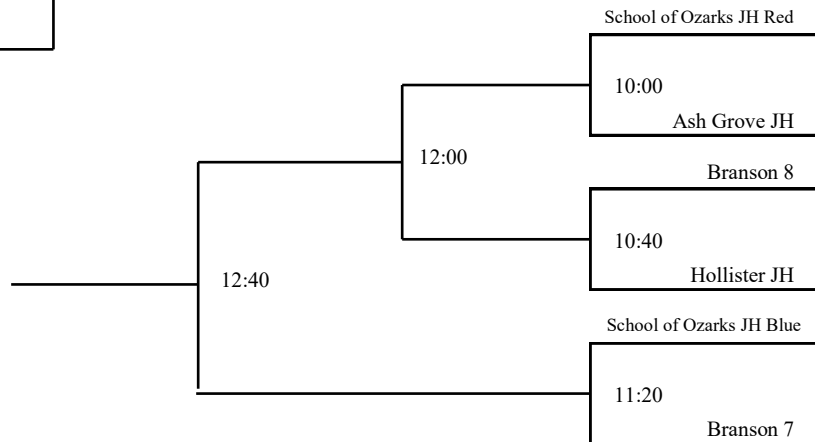 School of Ozarks JH Red
10:00
Ash Grove JH
12:00
Branson 8
10:40
Hollister JH
12:40
School of Ozarks JH Blue
11:20
Branson 7